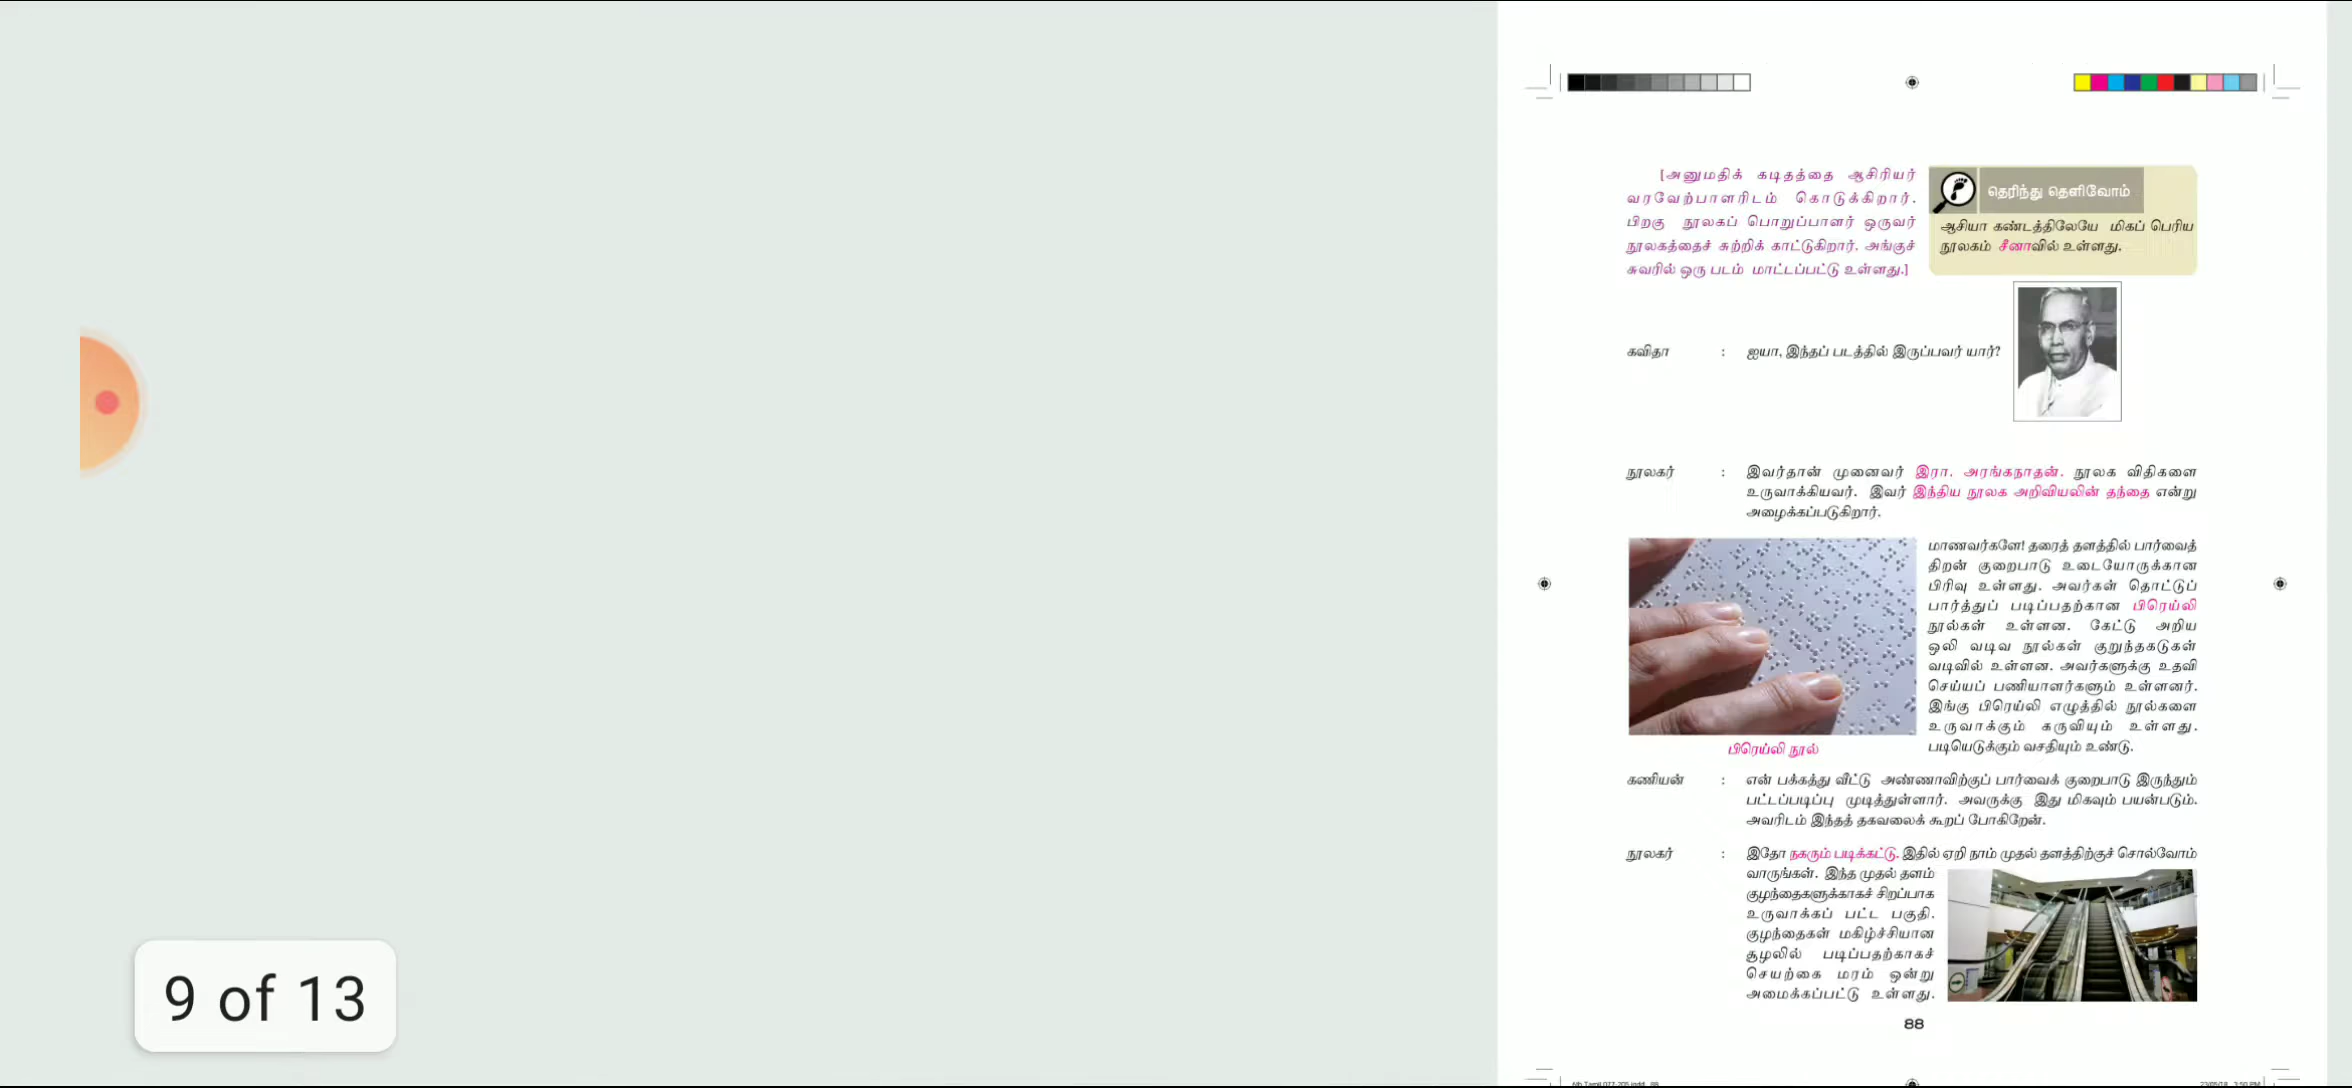 [அனுமதிக் கடிதத்தை ஆசிரியர்
வரவேற்பாளரிடம் கொடுக்கிறார்.
பிறகு நூலகப் பொறுப்பாளர் ஒருவர்
நூலகத்தைச் சுற்றிக் காட்டுகிறார். அங்குச்
சுவரில் ஒரு படம் மாட்டப்பட்டு உள்ளது.]
தெரிந்து தெளிவோம்
ஆசியா கண்டத்திலேயே மிகப் பெரிய
நூலகம் சீனாவில் உள்ளது.
கவிதா : ஐயா, இந்தப் படத்தில் இருப்பவர் யார்?
நூலகர் : இவர்தான் முனைவர் இரா. அரங்கநாதன். நூலக விதிகளை
உருவாக்கியவர். இவர் இந்திய நூலக அறிவியலின் தந்தை என்று
அழைக்கப்படுகிறார்.
மாணவர்களே! தரைத் தளத்தில் பார்வைத்
திறன் குறைபாடு உடையோருக்கான
பிரிவு உள்ளது. அவர்கள் தொட்டுப்
பார்த்துப் படிப்பதற்கான பிரெய்லி
நூல்கள் உள்ளன. கேட்டு அறிய
ஒலி வடிவ நூல்கள் குறுந்தகடுகள்
வடிவில் உள்ளன. அவர்களுக்கு உதவி
செய்யப் பணியாளர்களும் உள்ளனர்.
இங்கு பிரெய்லி எழுத்தில் நூல்களை
உருவாக்கும் கருவியும் உள்ளது.
படியெடுக்கும் வசதியும் உண்டு.
பிரெய்லி நூல்
கணியன் : என் பக்கத்து வீட்டு அண்ணாவிற்குப் பார்வைக் குறைபாடு இருந்தும்
பட்டப்படிப்பு முடித்துள்ளார். அவருக்கு இது மிகவும் பயன்படும்.
அவரிடம் இந்தத் தகவலைக் கூறப் போகிறேன்.
நூலகர் : இதோ நகரும் படிக்கட்டு. இதில் ஏறி நாம் முதல் தளத்திற்குச் சொல்வோம்
வாருங்கள். இந்த முதல் தளம்
குழந்தைகளுக்காகச் சிறப்பாக
உருவாக்கப் பட்ட பகுதி.
குழந்தைகள் மகிழ்ச்சியான
சூழலில் படிப்பதற்காகச்
செயற்கை மரம் ஒன்று
அமைக்கப்பட்டு உள்ளது.
88
9 of 13